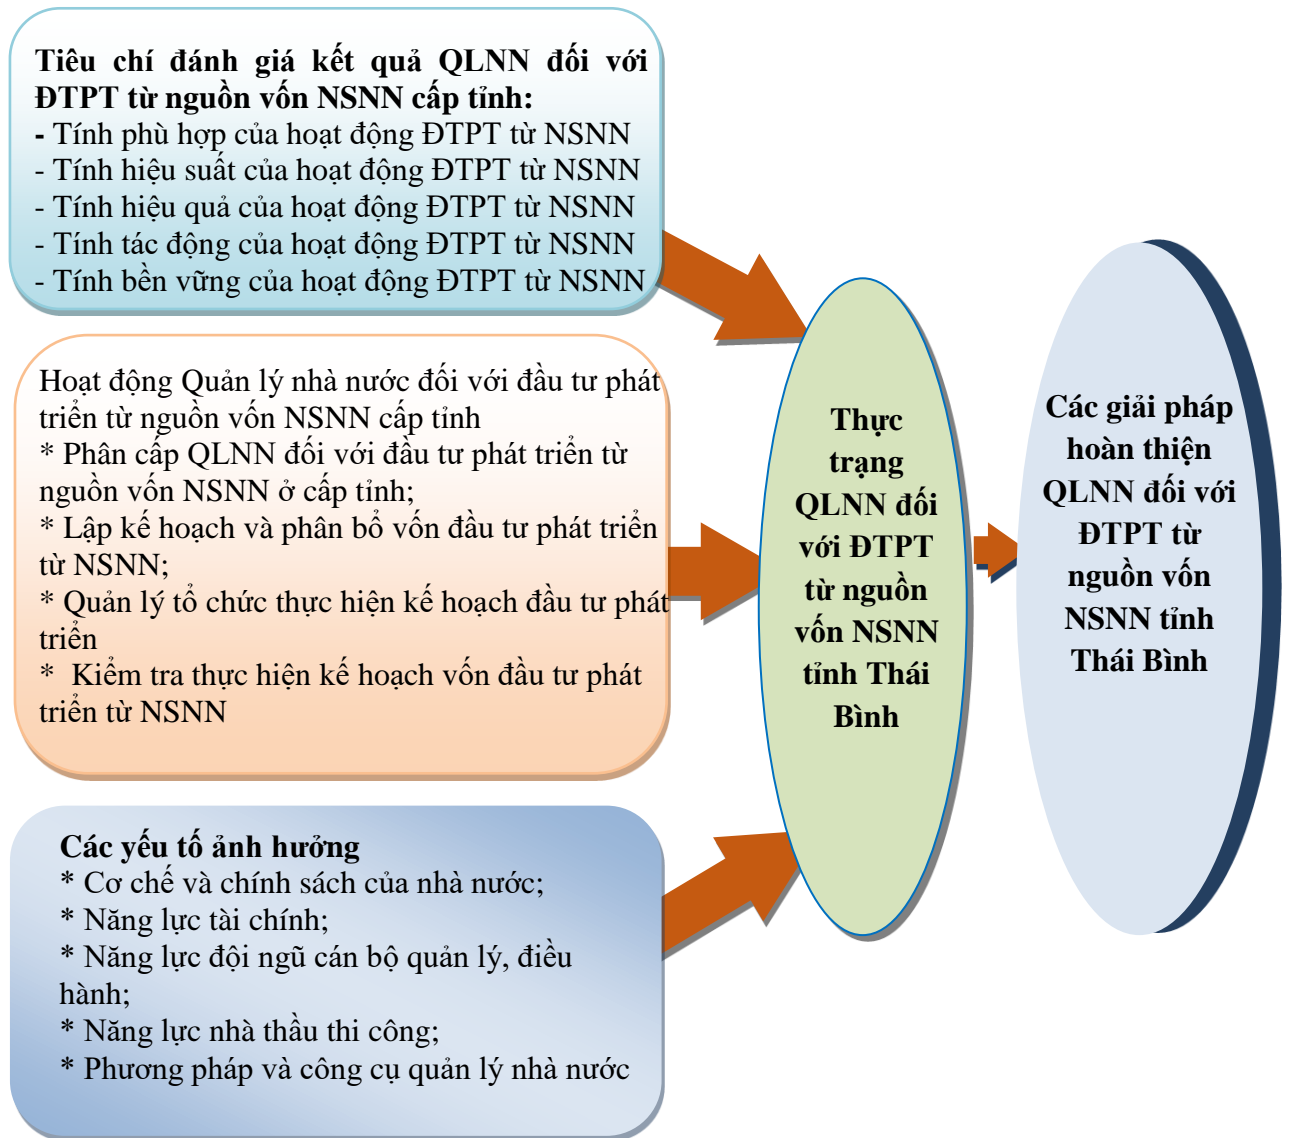 Tiêu chí đánh giá kết quả QLNN đối với
ĐTPT từ nguồn vốn NSNN cấp tỉnh:
- Tính phù hợp của hoạt động ĐTPT từ NSNN
- Tính hiệu suất của hoạt động ĐTPT từ NSNN
- Tính hiệu quả của hoạt động ĐTPT từ NSNN
- Tính tác động của hoạt động ĐTPT từ NSNN
- Tính bền vững của hoạt động ĐTPT từ NSNN
Hoạt động Quản lý nhà nước đối với đầu tư phát
triển từ nguồn vốn NSNN cấp tỉnh
* Phân cấp QLNN đối với đầu tư phát triển từ
nguồn vốn NSNN ở cấp tỉnh;
* Lập kế hoạch và phân bổ vốn đầu tư phát triển
từ NSNN;
* Quản lý tổ chức thực hiện kế hoạch đầu tư phát
triển
* Kiểm tra thực hiện kế hoạch vốn đầu tư phát
triển từ NSNN
Các yếu tố ảnh hưởng
* Cơ chế và chính sách của nhà nước;
* Năng lực tài chính;
* Năng lực đội ngũ cán bộ quản lý, điều
hành;
* Năng lực nhà thầu thi công;
* Phương pháp và công cụ quản lý nhà nước
Thực
trạng
QLNN đối
với ĐTPT
từ nguồn
vốn NSNN
tỉnh Thái
Bình
Các giải pháp
hoàn thiện
QLNN đối với
ĐTPT từ
nguồn vốn
NSNN tỉnh
Thái Bình